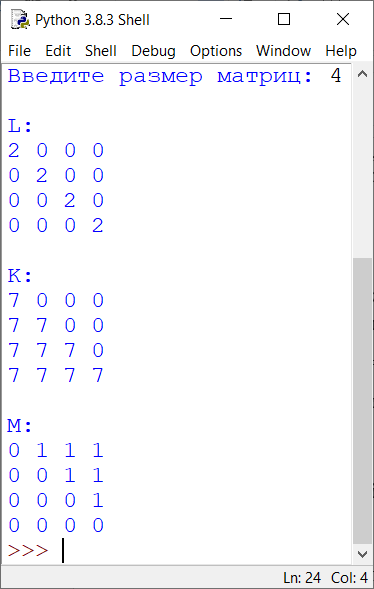 Python 3.8.3 Shell
File Edit Shell Debug Options Window Help
Введите размер матриц: 4
L:
2 0 0 0
0 2 0 0
0 0 2 0
0 0 0 2
K:
7 0 0 0
7 7 0 0
7 7 7 0
7 7 7 7
M:
0 1 1 1
0 0 1 1
0 0 0 1
0 0 0 0
>>>
Ln: 24 Col: 4